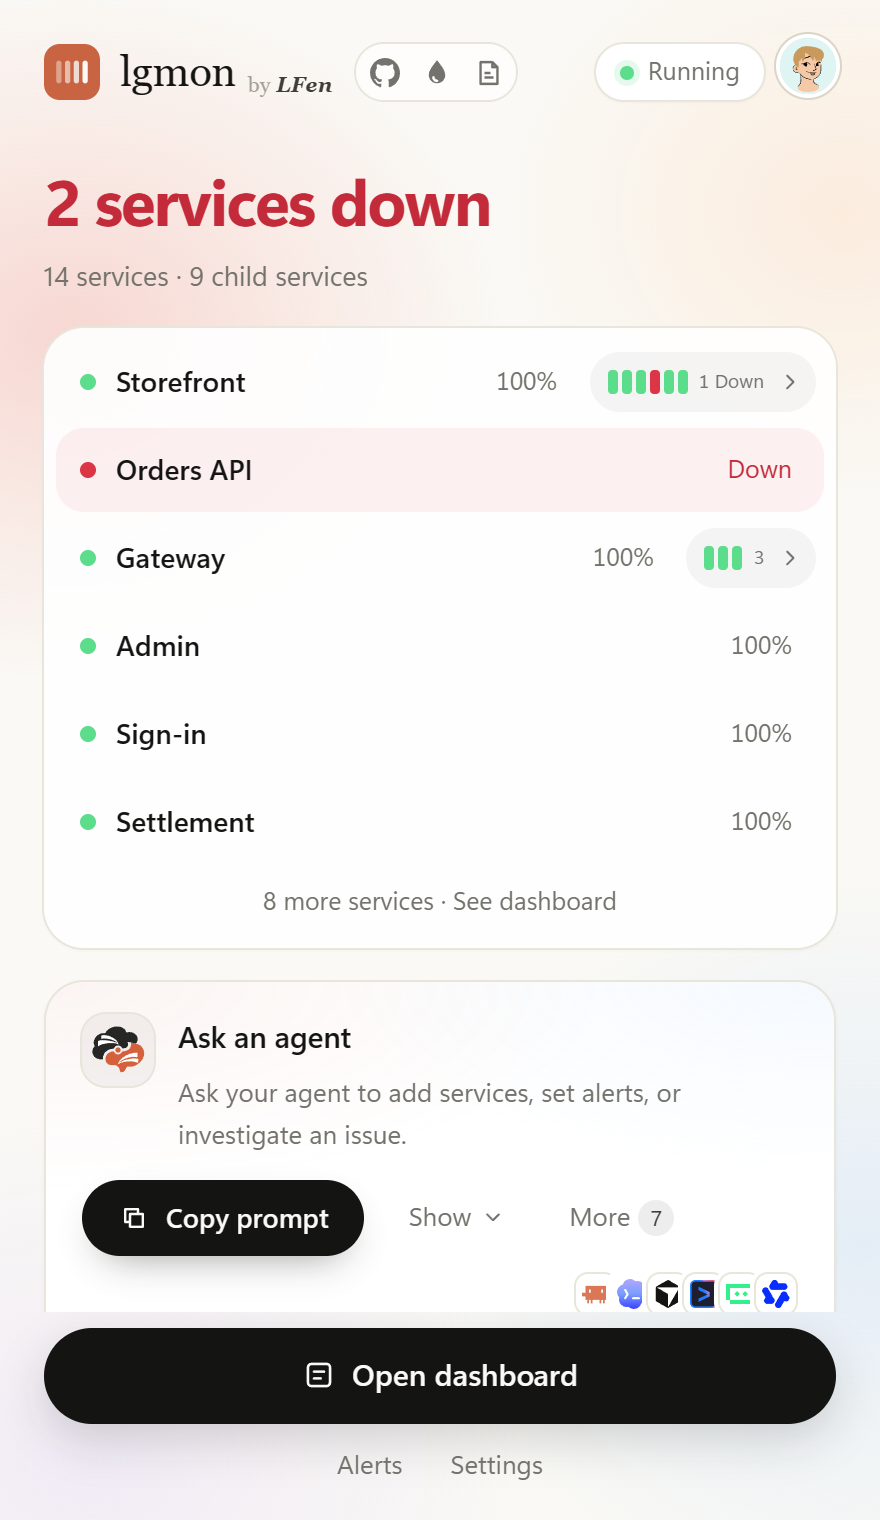 lgmon by LFen
Running
2 services down
14 services · 9 child services
Storefront 100% 1 Down
Orders API Down
Gateway 100% 3
Admin 100%
Sign-in 100%
Settlement 100%
8 more services · See dashboard
Ask an agent
Ask your agent to add services, set alerts, or
investigate an issue.
Copy prompt Show More 7
Open dashboard
Alerts Settings